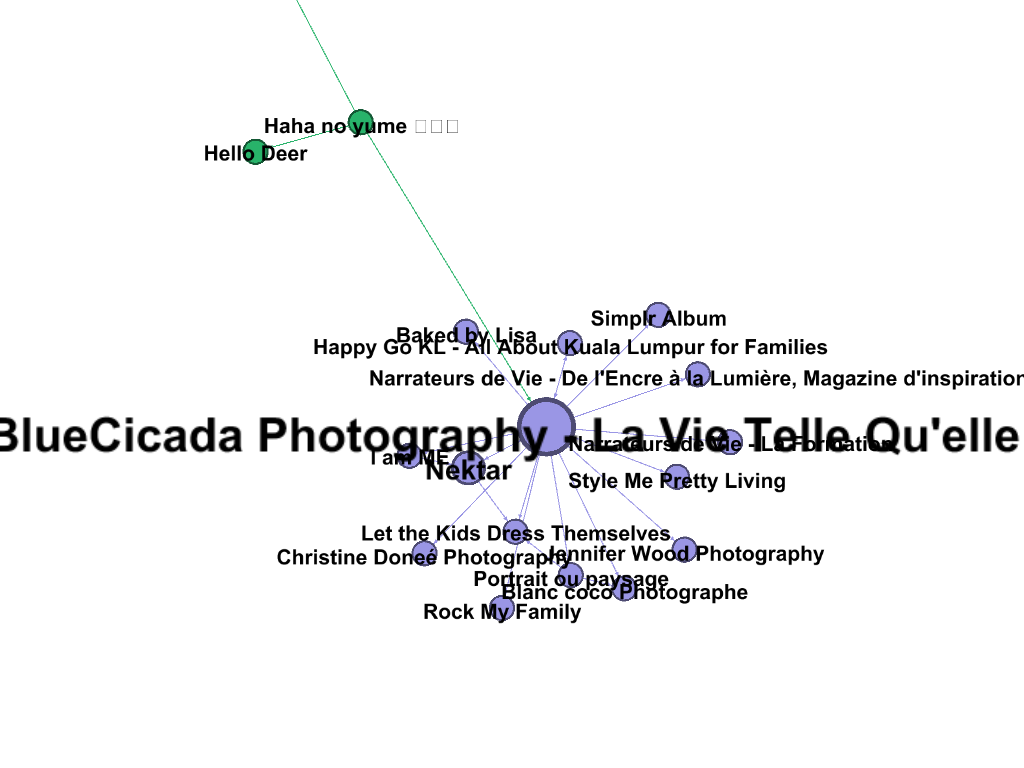 Haha no yume
Hello Deer
Simplr Album
Baked by Lisa
Happy Go KL - All About Kuala Lumpur for Families
Narrateurs de Vie - De l'Encre à la Lumière, Magazine d'inspiration
BlueCicada Photography - La Vie Telle Qu'elle
Narrateurs de Vie - La Formation
I am ME
Nektar
Style Me Pretty Living
Let the Kids Dress Themselves
Christine Doneé Photography
Jennifer Wood Photography
Portrait ou paysage
Blanc coco Photographe
Rock My Family